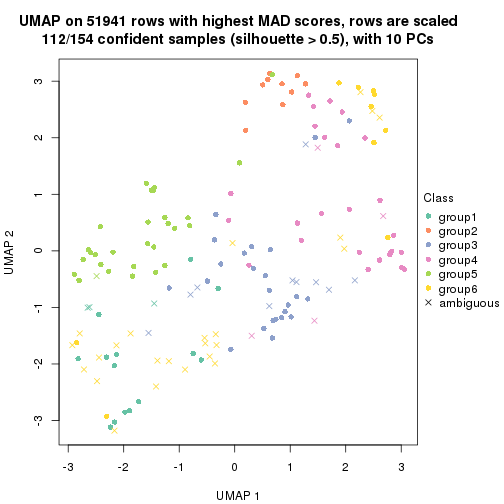 UMAP on 51941 rows with highest MAD scores, rows are scaled
112/154 confident samples (silhouette > 0.5), with 10 PCs
3
2
1
0
-1
-2
-3
UMAP 2
-3
-2
-1
0
1
2
3
UMAP 1
Class
group1
group2
group3
group4
group5
group6
ambiguous